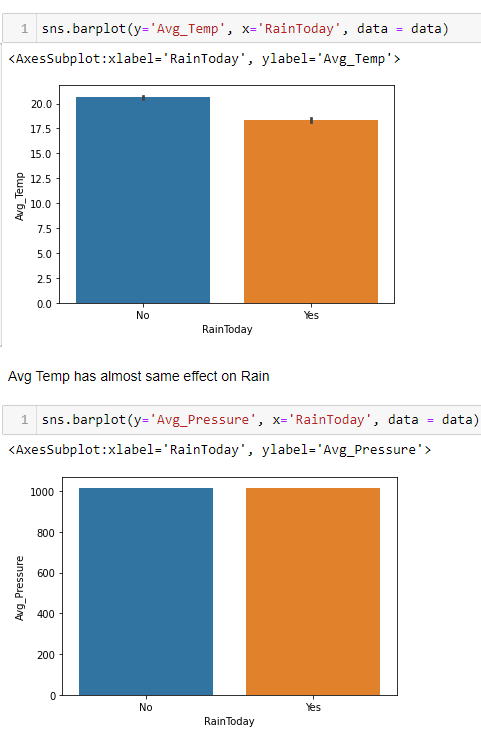 1 sns.barplot(y='Avg_Temp', x='RainToday', data = data)
<AxesSubplot:xlabel='RainToday', ylabel='Avg_Temp'>
20.0
17.5
15.0
12.5
10.0
7.5
5.0
2.5
0.0
Avg_Temp
No Yes
RainToday
Avg Temp has almost same effect on Rain
1 sns.barplot(y='Avg_Pressure', x='RainToday', data = data)
<AxesSubplot:xlabel='RainToday', ylabel='Avg_Pressure'>
1000
800
600
400
200
0
Avg_Pressure
No Yes
RainToday